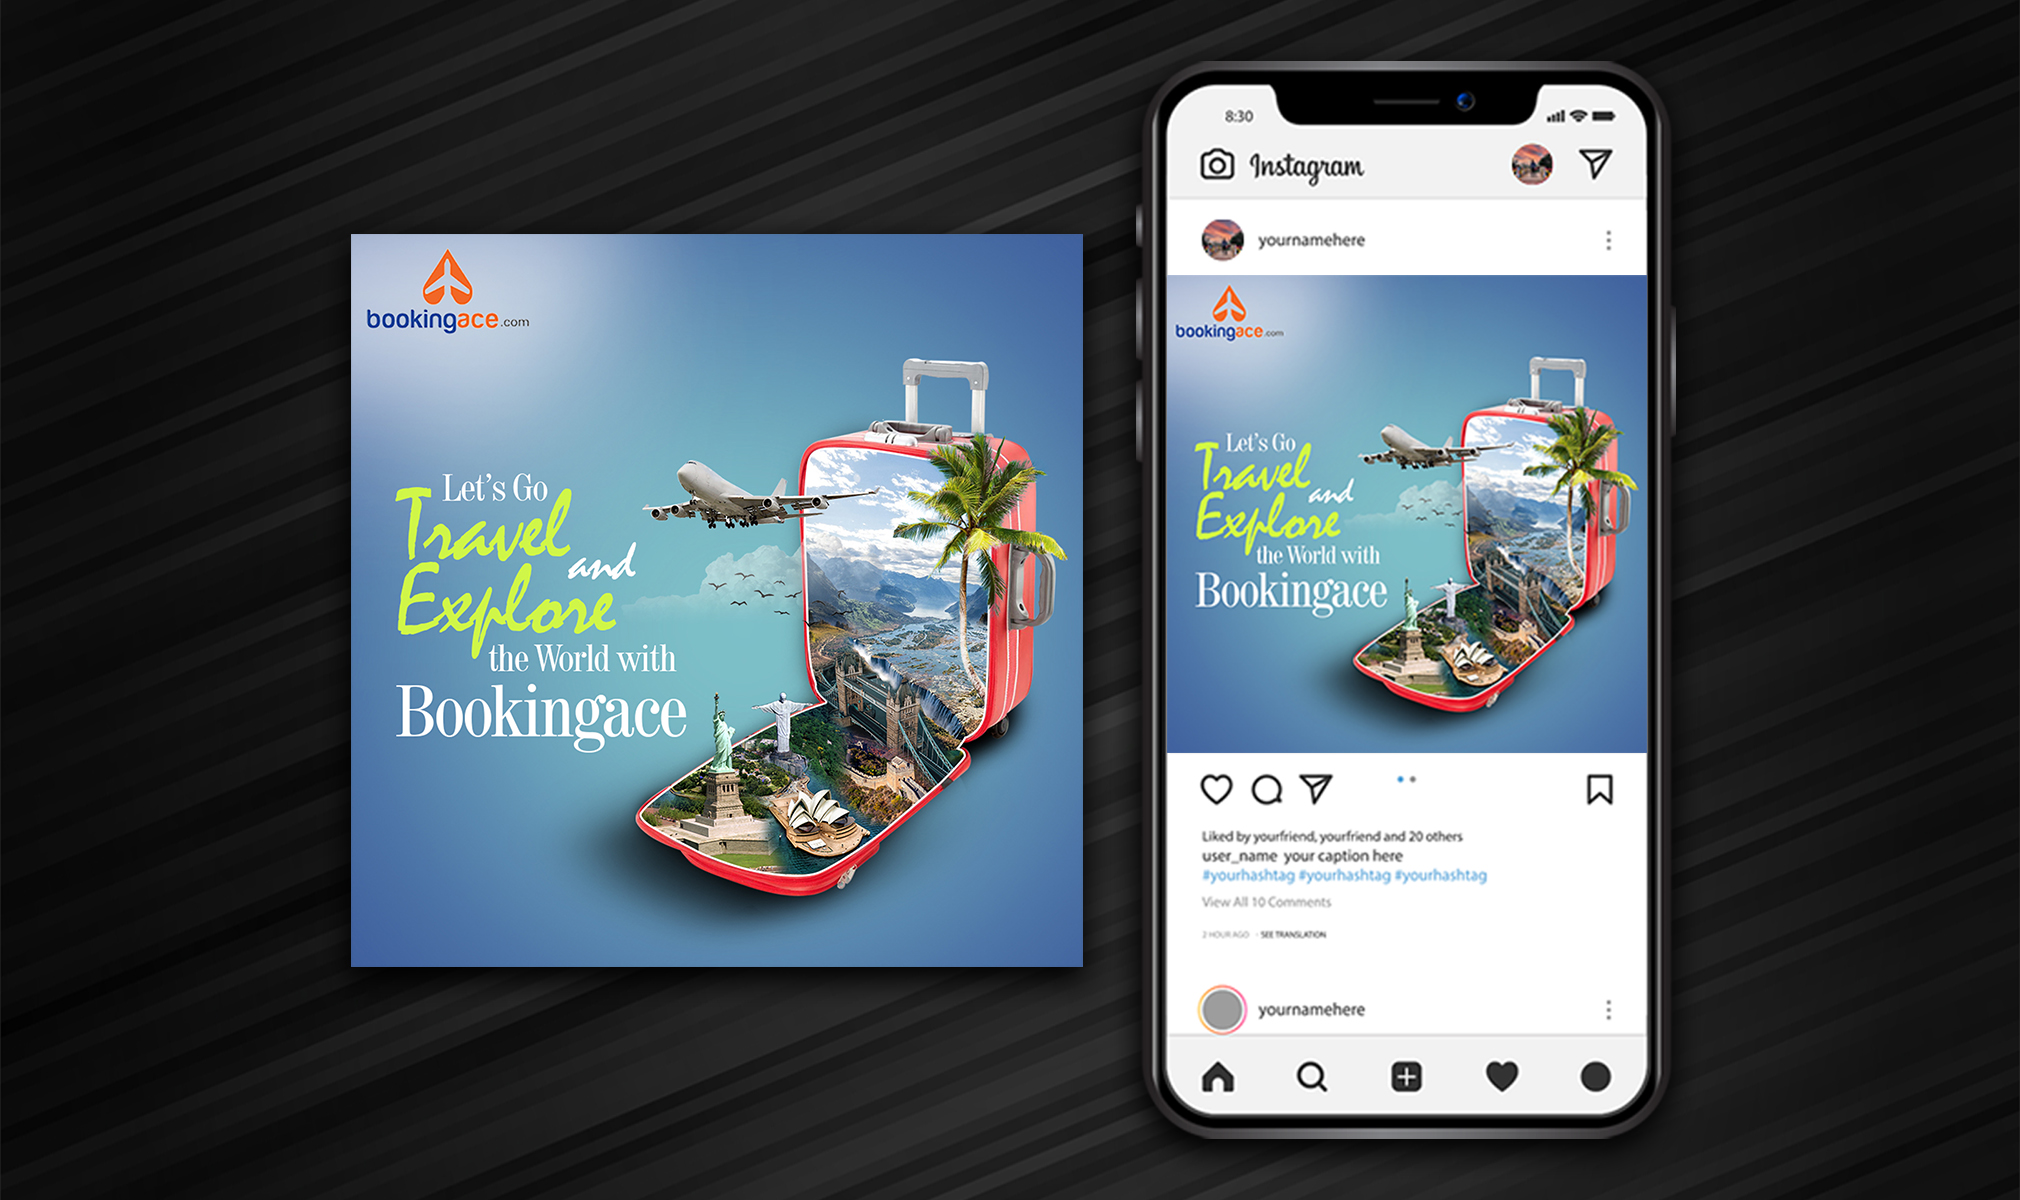 bookingace.com
Let's Go
Travel
and
Explore
the World with
Bookingace
8:30
Instagram
yournamehere
bookingace.com
Let's Go
Travel
and
Explore
the World with
Bookingace
Liked by yourfriend, yourfriend and 20 others
user_name your caption here
#yourhashtag #yourhashtag #yourhashtag
View All 10 Comments
2 HOUR AGO · SEE TRANSLATION
yournamehere